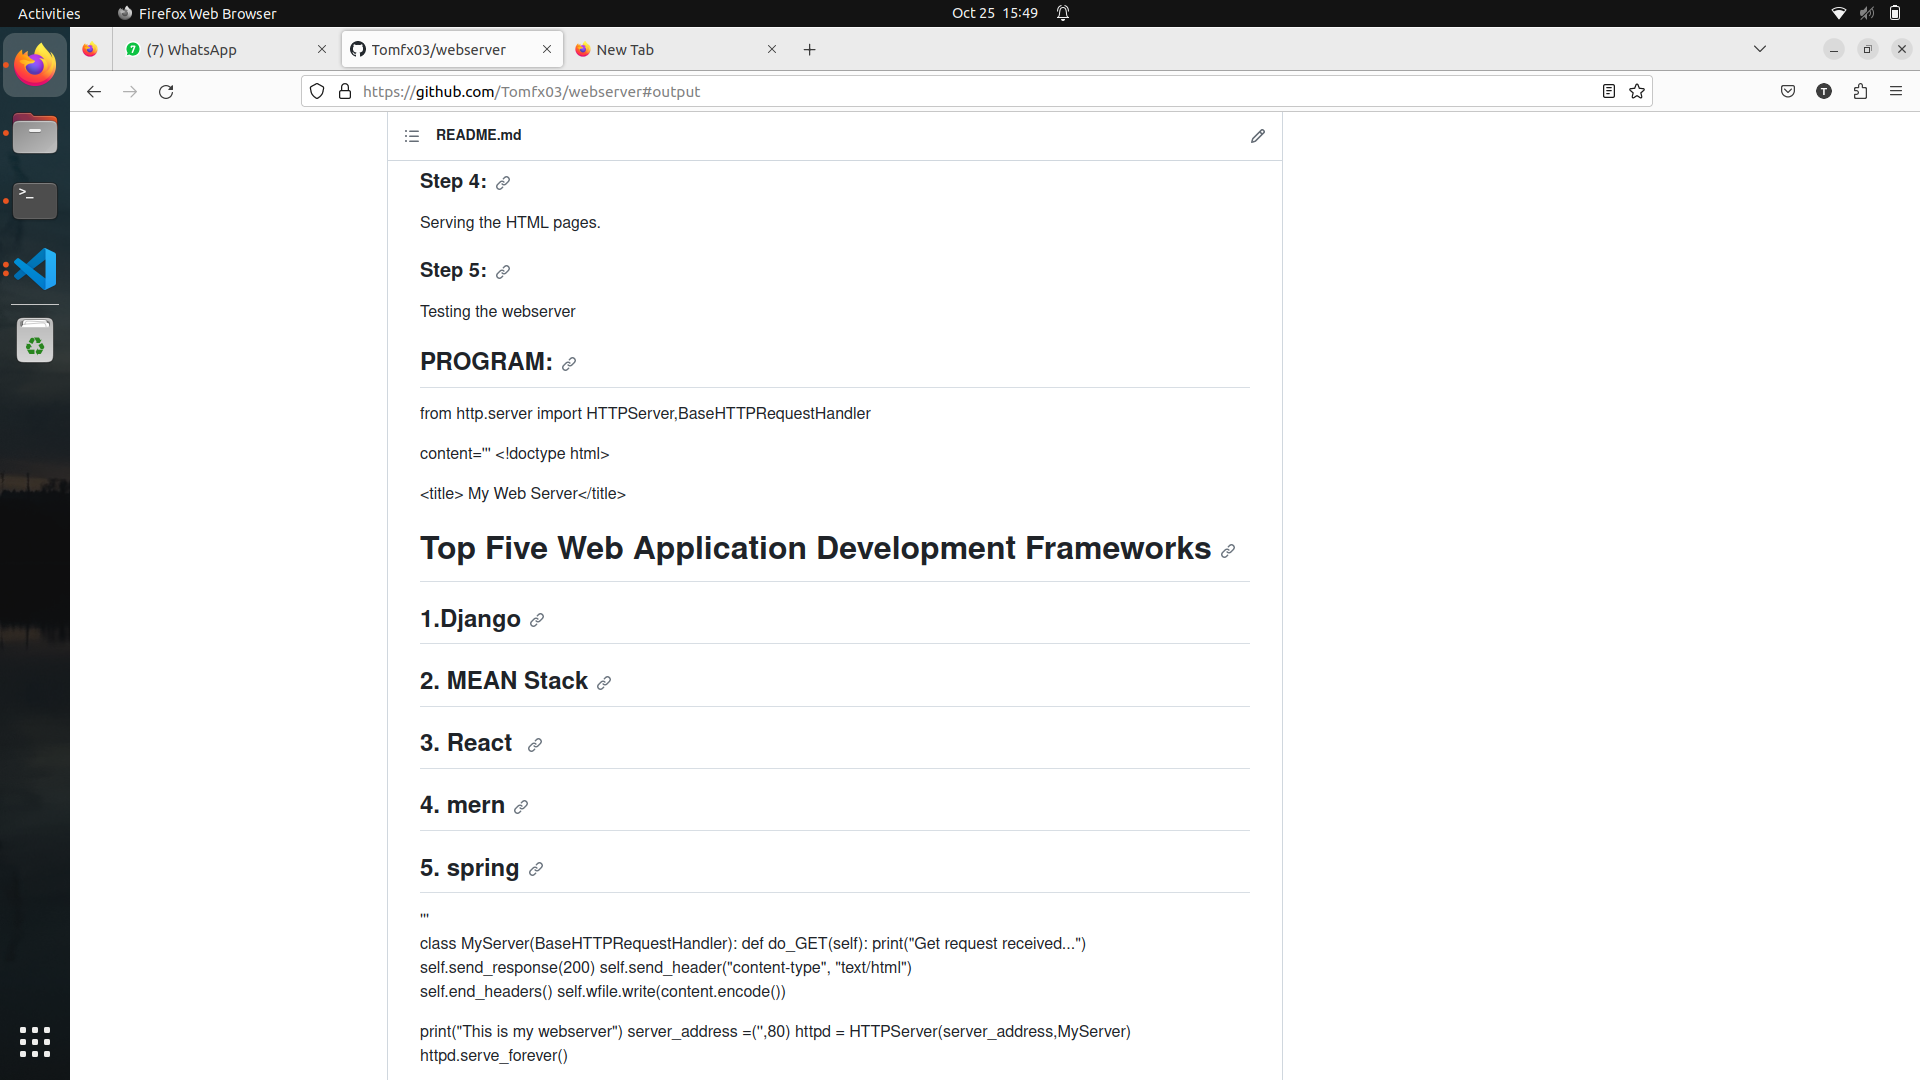 Activities Firefox Web Browser Oct 25 15:49
(7) WhatsApp Tomfx03/webserver New Tab
https://github.com/Tomfx03/webserver#output T
README.md
Step 4:
Serving the HTML pages.
Step 5:
Testing the webserver
PROGRAM:
from http.server import HTTPServer,BaseHTTPRequestHandler
content=''' <!doctype html>
<title> My Web Server</title>
Top Five Web Application Development Frameworks
1.Django
2. MEAN Stack
3. React
4. mern
5. spring
'''
class MyServer(BaseHTTPRequestHandler): def do_GET(self): print("Get request received...")
self.send_response(200) self.send_header("content-type", "text/html")
self.end_headers() self.wfile.write(content.encode())
print("This is my webserver") server_address =('',80) httpd = HTTPServer(server_address,MyServer)
httpd.serve_forever()